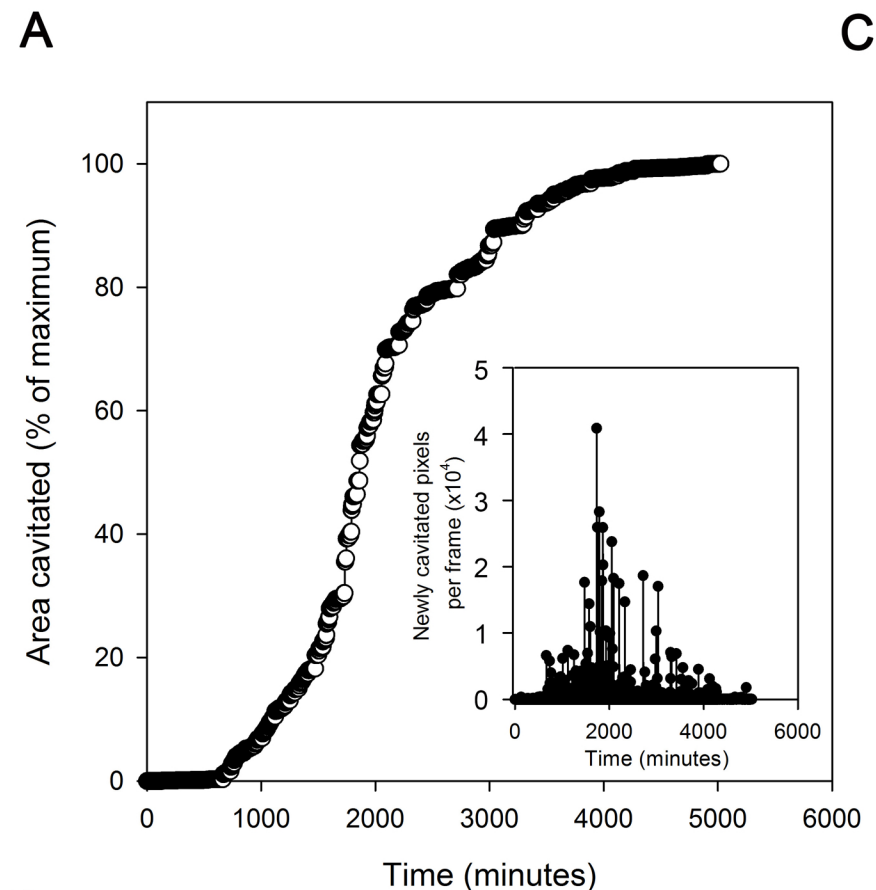 A
C
Area cavitated (% of maximum)
100
80
60
40
20
0
0 1000 2000 3000 4000 5000 6000
Time (minutes)
Newly cavitated pixels
per frame (x10⁴)
5
4
3
2
1
0
0 2000 4000 6000
Time (minutes)